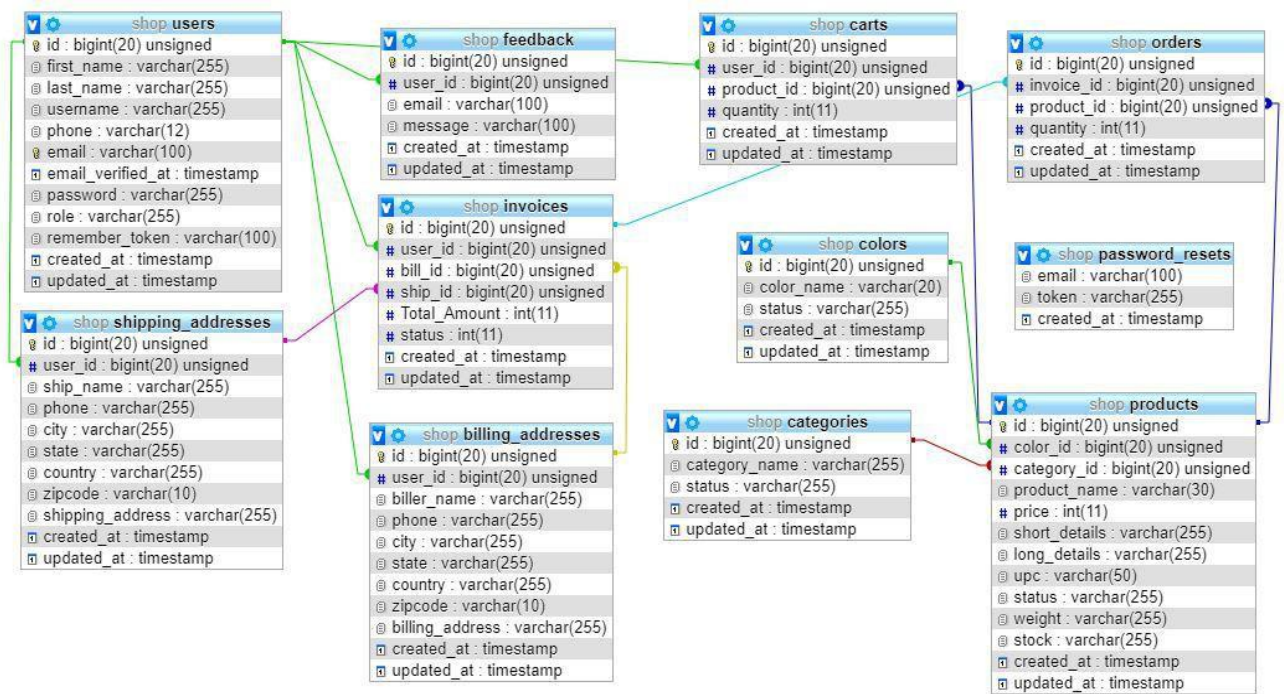 shop users
id : bigint(20) unsigned
first_name : varchar(255)
last_name : varchar(255)
username : varchar(255)
phone : varchar(12)
email : varchar(100)
email_verified_at : timestamp
password : varchar(255)
role : varchar(255)
remember_token : varchar(100)
created_at : timestamp
updated_at : timestamp
shop feedback
id : bigint(20) unsigned
user_id : bigint(20) unsigned
email : varchar(100)
message : varchar(100)
created_at : timestamp
updated_at : timestamp
shop carts
id : bigint(20) unsigned
user_id : bigint(20) unsigned
product_id : bigint(20) unsigned
quantity : int(11)
created_at : timestamp
updated_at : timestamp
shop orders
id : bigint(20) unsigned
invoice_id : bigint(20) unsigned
product_id : bigint(20) unsigned
quantity : int(11)
created_at : timestamp
updated_at : timestamp
shop invoices
id : bigint(20) unsigned
user_id : bigint(20) unsigned
bill_id : bigint(20) unsigned
ship_id : bigint(20) unsigned
Total_Amount : int(11)
status : int(11)
created_at : timestamp
updated_at : timestamp
shop colors
id : bigint(20) unsigned
color_name : varchar(20)
status : varchar(255)
created_at : timestamp
updated_at : timestamp
shop password_resets
email : varchar(100)
token : varchar(255)
created_at : timestamp
shop shipping_addresses
id : bigint(20) unsigned
user_id : bigint(20) unsigned
ship_name : varchar(255)
phone : varchar(255)
city : varchar(255)
state : varchar(255)
country : varchar(255)
zipcode : varchar(10)
shipping_address : varchar(255)
created_at : timestamp
updated_at : timestamp
shop billing_addresses
id : bigint(20) unsigned
user_id : bigint(20) unsigned
biller_name : varchar(255)
phone : varchar(255)
city : varchar(255)
state : varchar(255)
country : varchar(255)
zipcode : varchar(10)
billing_address : varchar(255)
created_at : timestamp
updated_at : timestamp
shop categories
id : bigint(20) unsigned
category_name : varchar(255)
status : varchar(255)
created_at : timestamp
updated_at : timestamp
shop products
id : bigint(20) unsigned
color_id : bigint(20) unsigned
category_id : bigint(20) unsigned
product_name : varchar(30)
price : int(11)
short_details : varchar(255)
long_details : varchar(255)
upc : varchar(50)
status : varchar(255)
weight : varchar(255)
stock : varchar(255)
created_at : timestamp
updated_at : timestamp